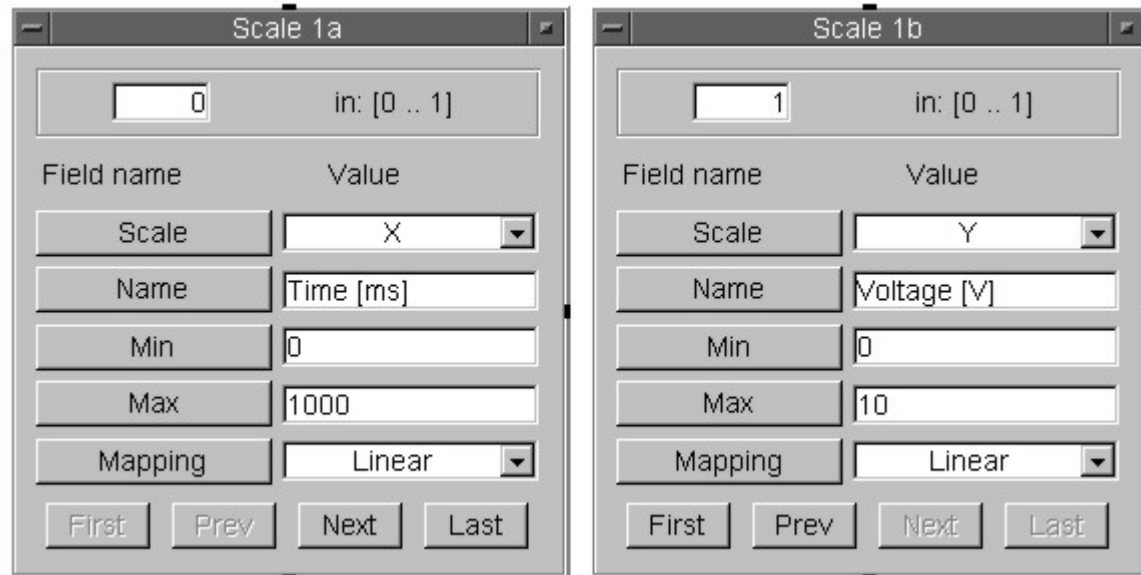 Scale 1a
0 in: [0 .. 1]
Field name Value
Scale X
Name Time [ms]
Min 0
Max 1000
Mapping Linear
First Prev Next Last
Scale 1b
1 in: [0 .. 1]
Field name Value
Scale Y
Name Voltage [V]
Min 0
Max 10
Mapping Linear
First Prev Next Last